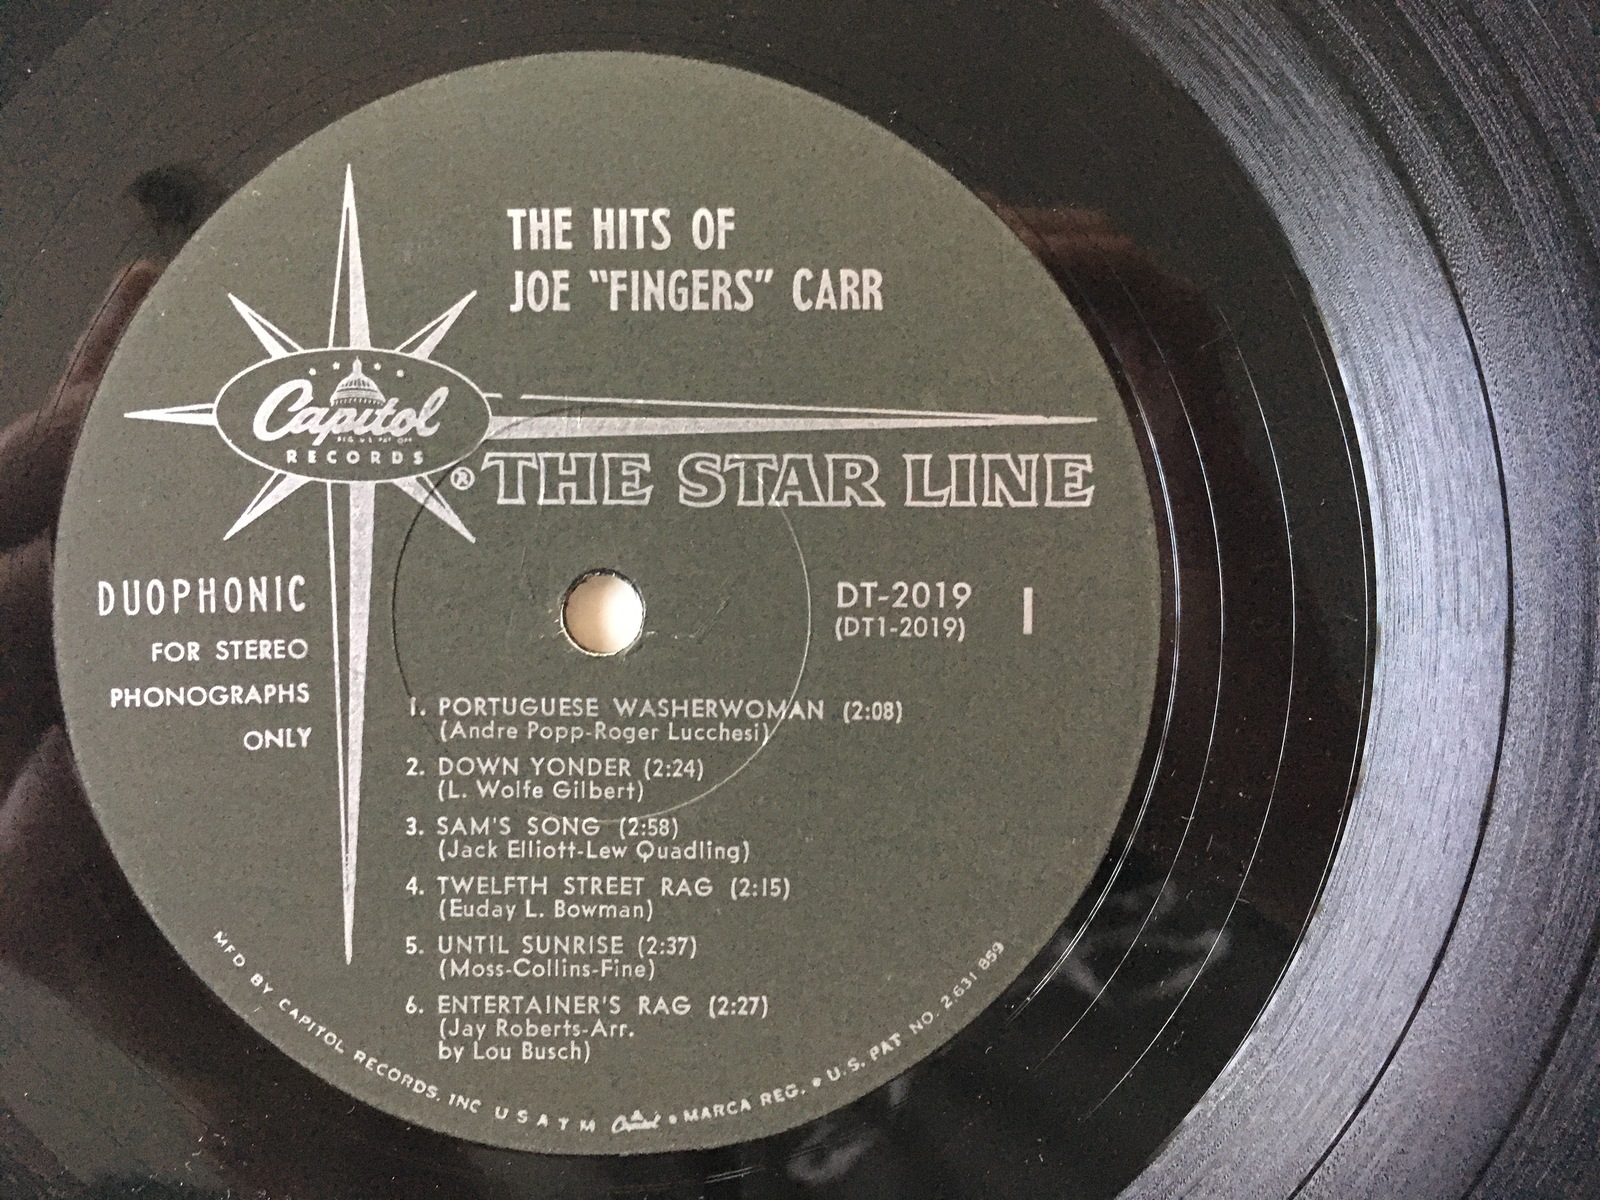 THE HITS OF
JOE "FINGERS" CARR
Capitol
REG. U.S. PAT. OFF.
RECORDS
®
THE STAR LINE
DUOPHONIC
FOR STEREO
PHONOGRAPHS
ONLY
DT-2019
(DT1-2019)
1
1. PORTUGUESE WASHERWOMAN (2:08)
(Andre Popp-Roger Lucchesi)
2. DOWN YONDER (2:24)
(L. Wolfe Gilbert)
3. SAM'S SONG (2:58)
(Jack Elliott-Lew Quadling)
4. TWELFTH STREET RAG (2:15)
(Euday L. Bowman)
5. UNTIL SUNRISE (2:37)
(Moss-Collins-Fine)
6. ENTERTAINER'S RAG (2:27)
(Jay Roberts-Arr.
by Lou Busch)
MFD BY CAPITOL RECORDS, INC U S A T M Capitol • MARCA REG. • U.S. PAT NO. 2,631 859